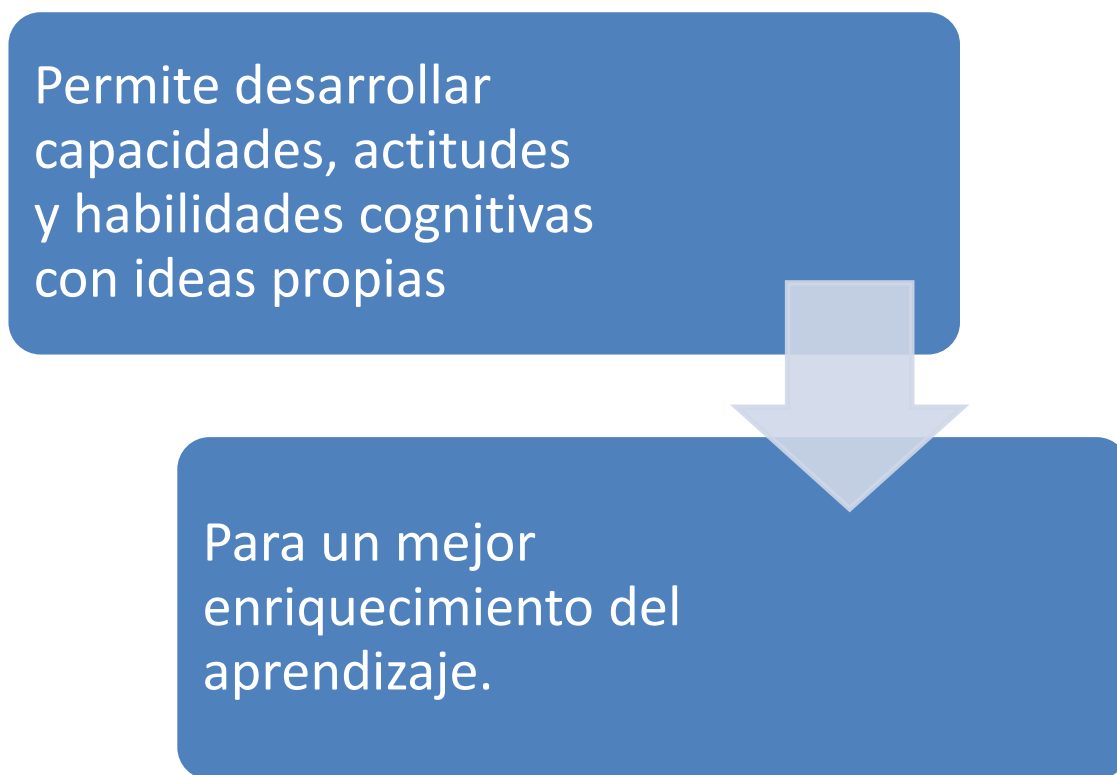 Permite desarrollar
capacidades, actitudes
y habilidades cognitivas
con ideas propias
Para un mejor
enriquecimiento del
aprendizaje.